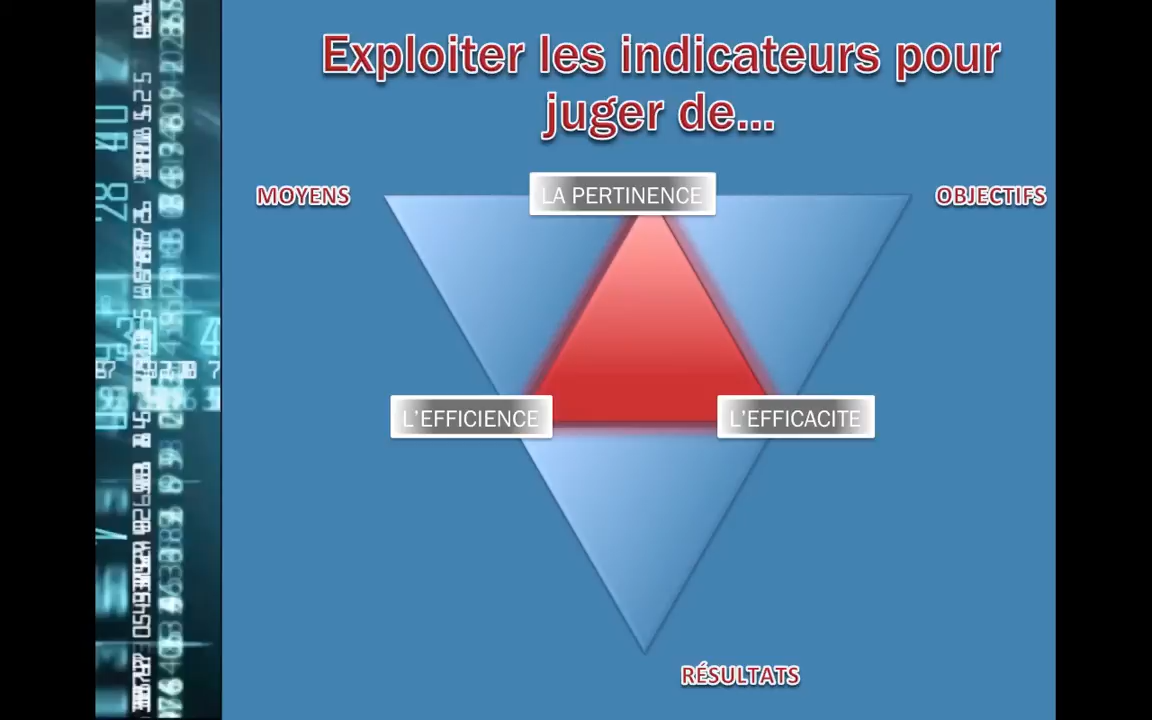 Exploiter les indicateurs pour
juger de...
MOYENS
LA PERTINENCE
OBJECTIFS
L'EFFICIENCE
L'EFFICACITE
RÉSULTATS